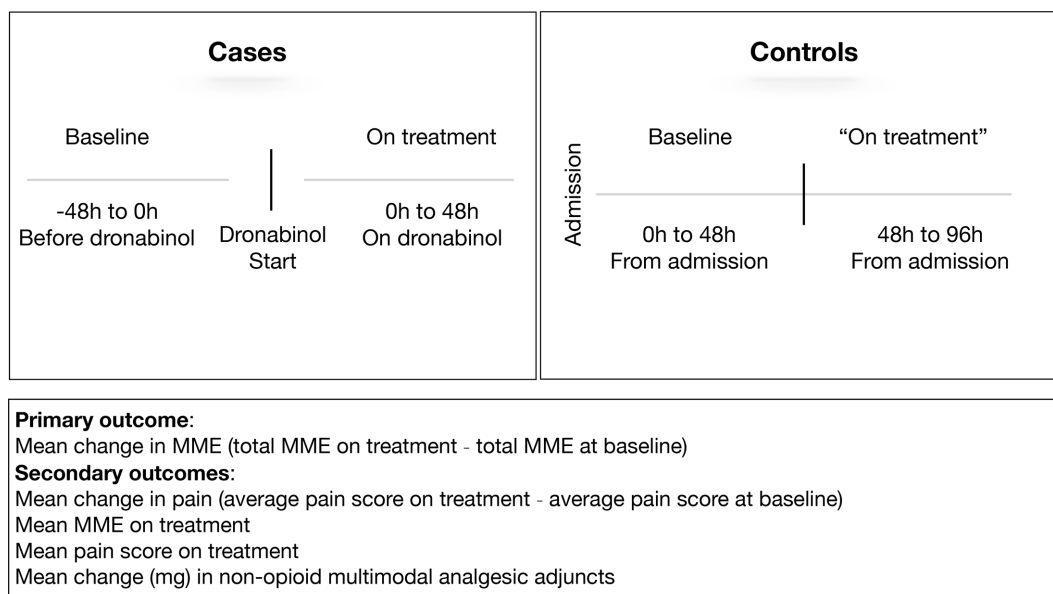 Cases
Baseline
On treatment
-48h to 0h
Before dronabinol
Dronabinol
Start
0h to 48h
On dronabinol
Controls
Admission
Baseline
“On treatment”
0h to 48h
From admission
48h to 96h
From admission
Primary outcome:
Mean change in MME (total MME on treatment - total MME at baseline)
Secondary outcomes:
Mean change in pain (average pain score on treatment - average pain score at baseline)
Mean MME on treatment
Mean pain score on treatment
Mean change (mg) in non-opioid multimodal analgesic adjuncts